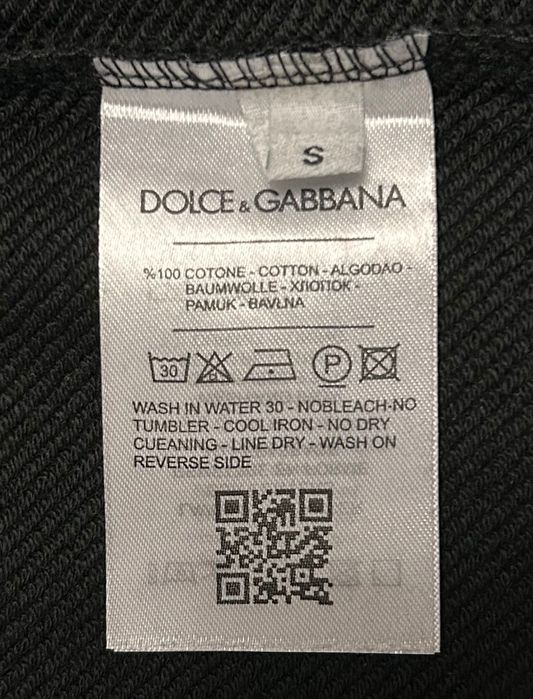 S
DOLCE & GABBANA
%100 COTONE - COTTON - ALGODAO -
BAUMWOLLE - ХЛОПОК -
PAMUK - BAVLNA
30
P
WASH IN WATER 30 - NOBLEACH-NO
TUMBLER - COOL IRON - NO DRY
CUEANING - LINE DRY - WASH ON
REVERSE SIDE